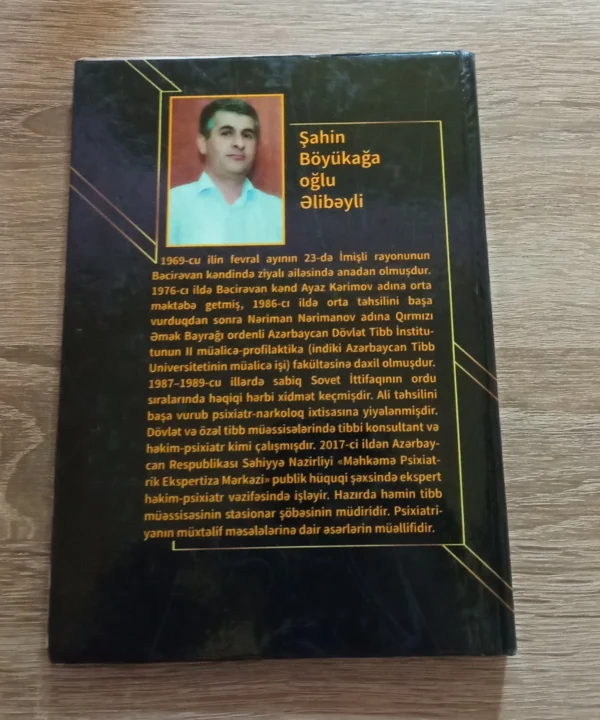 Şahin
Böyükağa
oğlu
Əlibəyli
1969-cu ilin fevral ayının 23-də İmişli rayonunun
Bəcirəvan kəndində ziyalı ailəsində anadan olmuşdur.
1976-cı ildə Bəcirəvan kənd Ayaz Kərimov adına orta
məktəbə getmiş, 1986-cı ildə orta təhsilini başa
vurduqdan sonra Nəriman Nərimanov adına Qırmızı
Əmək Bayrağı ordenli Azərbaycan Dövlət Tibb İnstitu-
tunun II müalicə-profilaktika (indiki Azərbaycan Tibb
Universitetinin müalicə işi) fakültəsinə daxil olmuşdur.
1987–1989-cu illərdə sabiq Sovet İttifaqının ordu
sıralarında həqiqi hərbi xidmət keçmişdir. Ali təhsilini
başa vurub psixiatr-narkoloq ixtisasına yiyələnmişdir.
Dövlət və özəl tibb müəssisələrində tibbi konsultant və
həkim-psixiatr kimi çalışmışdır. 2017-ci ildən Azərbay-
can Respublikası Səhiyyə Nazirliyi «Məhkəmə Psixiat-
rik Ekspertiza Mərkəzi» publik hüquqi şəxsində ekspert
həkim-psixiatr vəzifəsində işləyir. Hazırda həmin tibb
müəssisəsinin stasionar şöbəsinin müdiridir. Psixiatri-
yanın müxtəlif məsələlərinə dair əsərlərin müəllifidir.